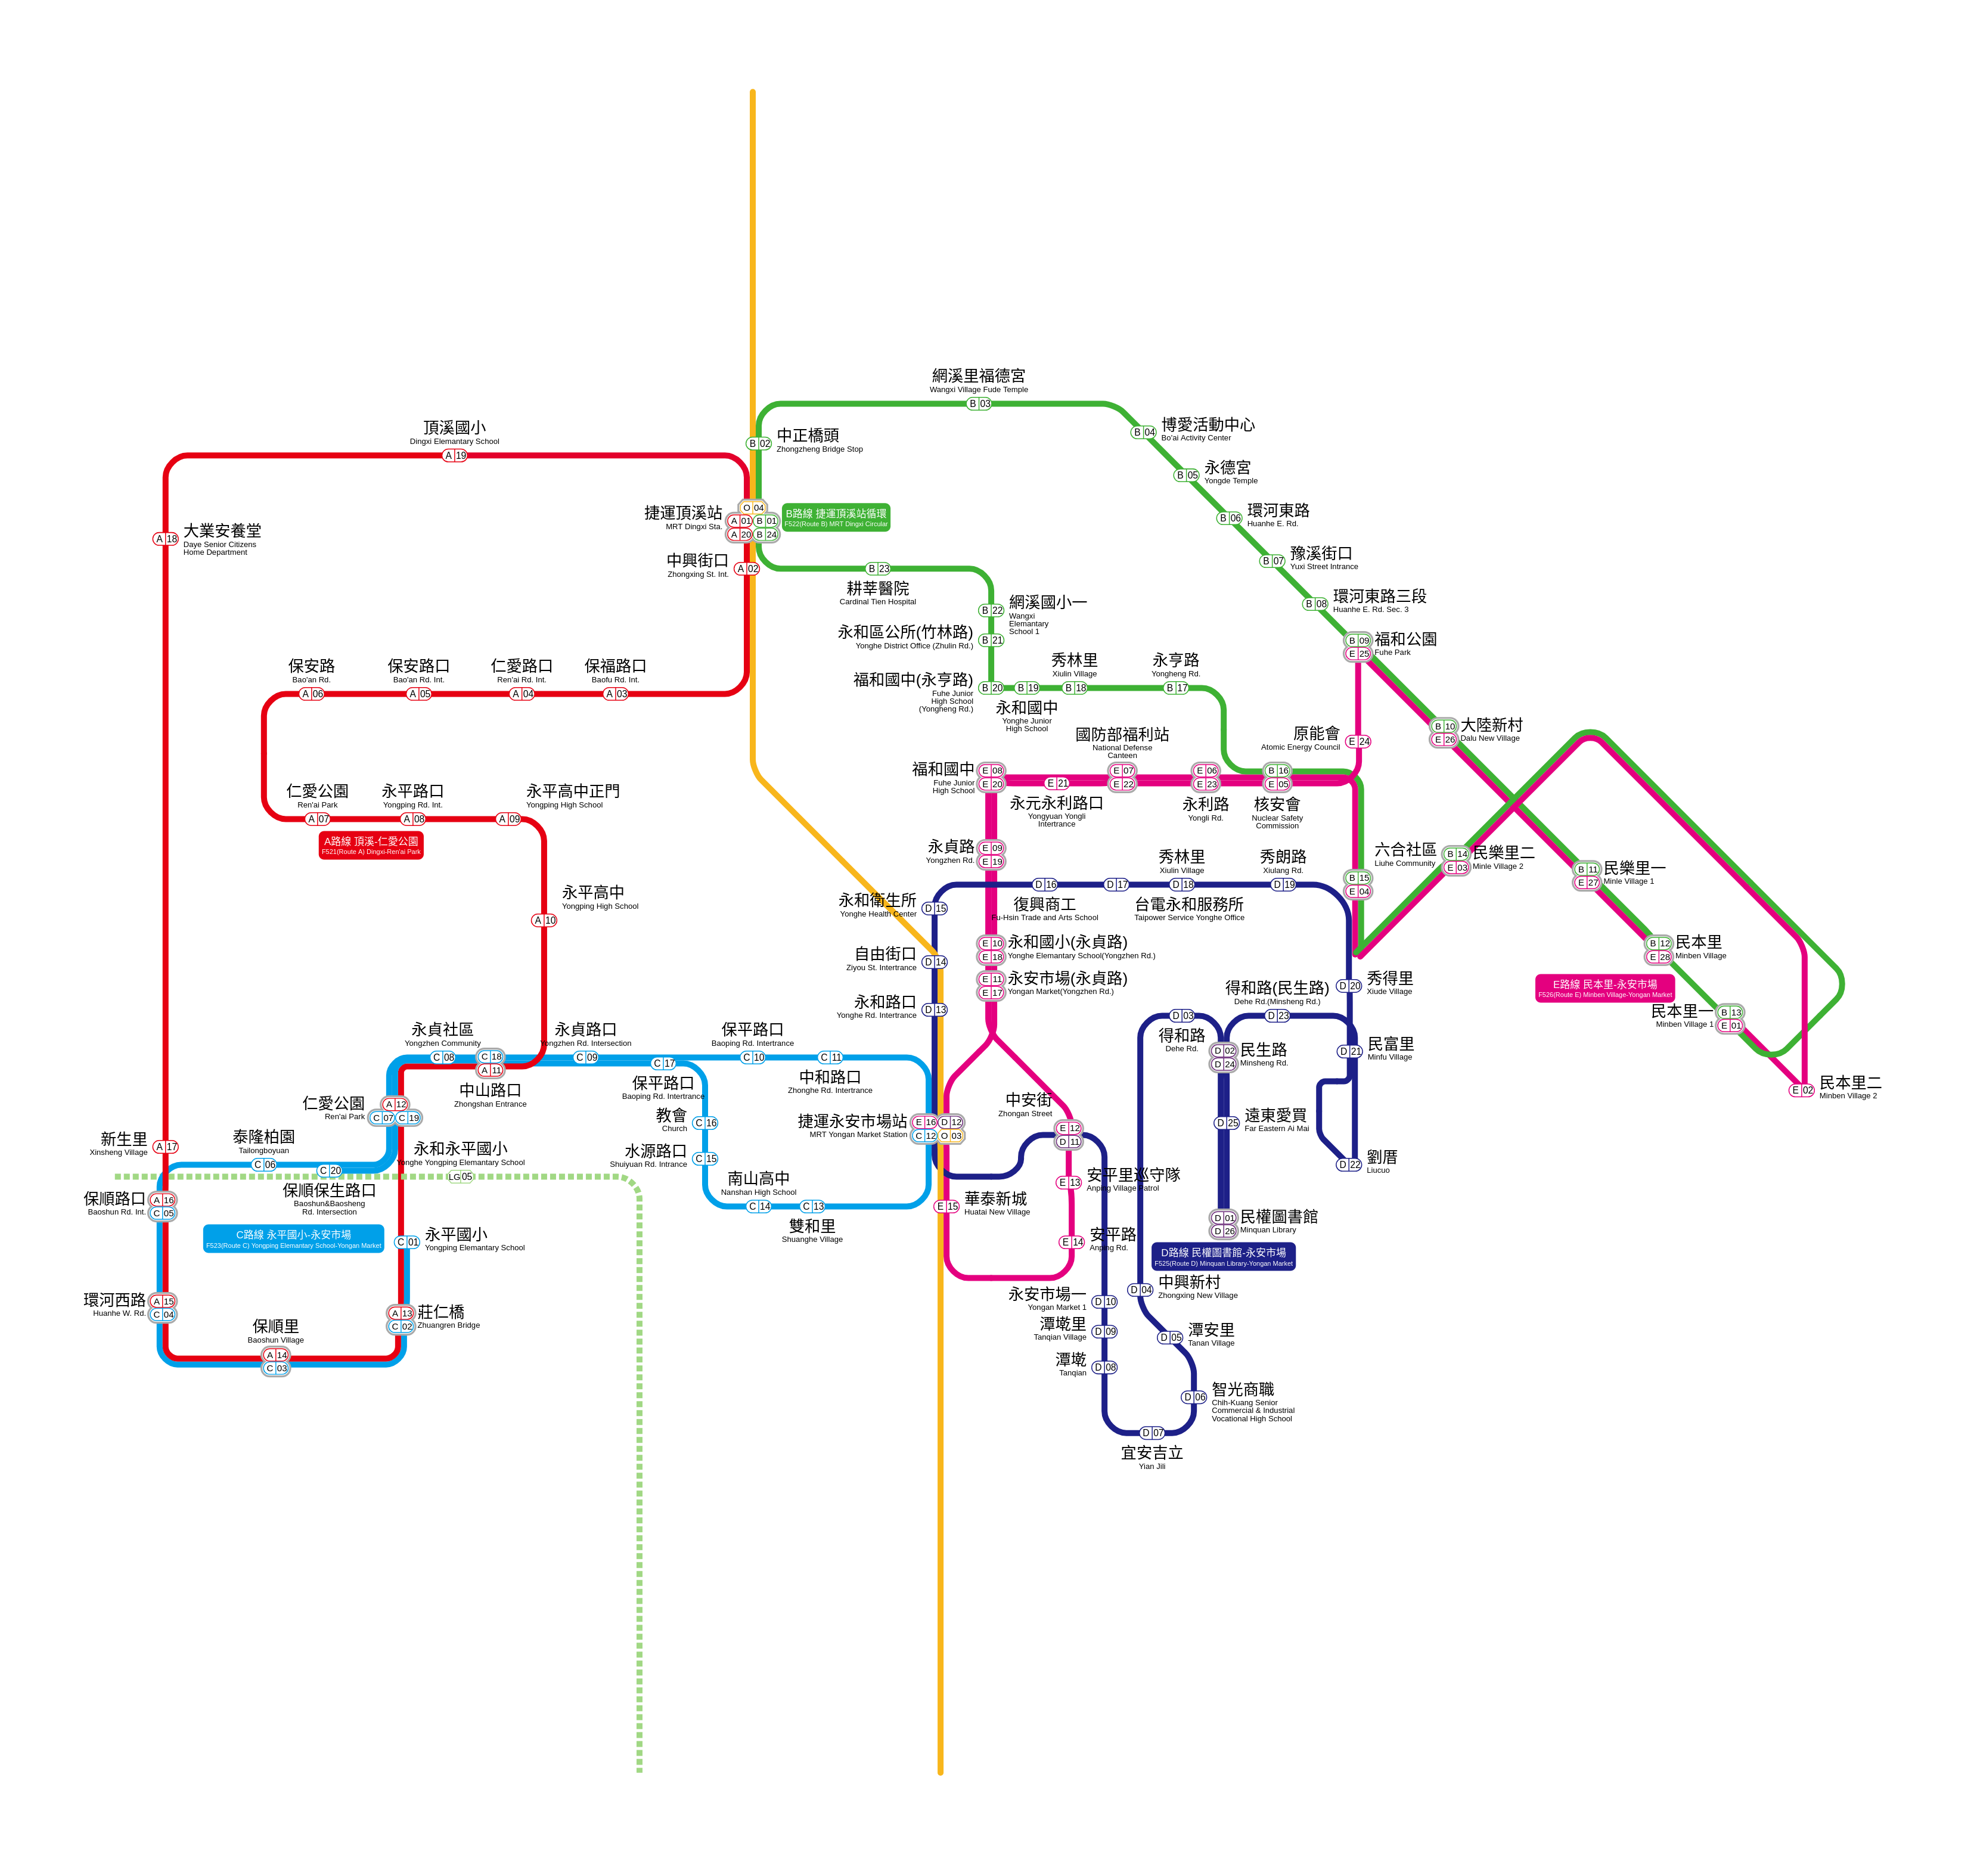 網溪里福德宮
Wangxi Village Fude Temple
B 03
頂溪國小
Dingxi Elemantary School
A 19
B 02
中正橋頭
Zhongzheng Bridge Stop
B 04
博愛活動中心
Bo'ai Activity Center
B 05
永德宮
Yongde Temple
B 06
環河東路
Huanhe E. Rd.
B 07
豫溪街口
Yuxi Street Intrance
B 08
環河東路三段
Huanhe E. Rd. Sec. 3
B 09
E 25
福和公園
Fuhe Park
A 18
大業安養堂
Daye Senior Citizens
Home Department
捷運頂溪站
MRT Dingxi Sta.
O 04
A 01
B 01
A 20
B 24
B路線 捷運頂溪站循環
F522(Route B) MRT Dingxi Circular
中興街口
Zhongxing St. Int.
A 02
B 23
耕莘醫院
Cardinal Tien Hospital
B 22
網溪國小一
Wangxi
Elemantary
School 1
永和區公所(竹林路)
Yonghe District Office (Zhulin Rd.)
B 21
福和國中(永亨路)
Fuhe Junior
High School
(Yongheng Rd.)
B 20
B 19
永和國中
Yonghe Junior
High School
秀林里
Xiulin Village
B 18
永亨路
Yongheng Rd.
B 17
保安路
Bao'an Rd.
A 06
保安路口
Bao'an Rd. Int.
A 05
仁愛路口
Ren'ai Rd. Int.
A 04
保福路口
Baofu Rd. Int.
A 03
原能會
Atomic Energy Council
E 24
B 10
E 26
大陸新村
Dalu New Village
國防部福利站
National Defense
Canteen
E 07
E 22
福和國中
Fuhe Junior
High School
E 08
E 20
E 21
永元永利路口
Yongyuan Yongli
Intertrance
E 06
E 23
永利路
Yongli Rd.
B 16
E 05
核安會
Nuclear Safety
Commission
仁愛公園
Ren'ai Park
A 07
永平路口
Yongping Rd. Int.
A 08
永平高中正門
Yongping High School
A 09
A路線 頂溪-仁愛公園
F521(Route A) Dingxi-Ren'ai Park
永貞路
Yongzhen Rd.
E 09
E 19
六合社區
Liuhe Community
B 15
E 04
B 14
E 03
民樂里二
Minle Village 2
B 11
E 27
民樂里一
Minle Village 1
永平高中
Yongping High School
A 10
永和衛生所
Yonghe Health Center
D 15
D 16
復興商工
Fu-Hsin Trade and Arts School
D 17
台電永和服務所
Taipower Service Yonghe Office
秀林里
Xiulin Village
D 18
秀朗路
Xiulang Rd.
D 19
E 10
E 18
永和國小(永貞路)
Yonghe Elemantary School(Yongzhen Rd.)
自由街口
Ziyou St. Intertrance
D 14
E 11
E 17
永安市場(永貞路)
Yongan Market(Yongzhen Rd.)
B 12
E 28
民本里
Minben Village
D 20
秀得里
Xiude Village
E路線 民本里-永安市場
F526(Route E) Minben Village-Yongan Market
永和路口
Yonghe Rd. Intertrance
D 13
得和路(民生路)
Dehe Rd.(Minsheng Rd.)
D 23
D 03
得和路
Dehe Rd.
民本里一
Minben Village 1
B 13
E 01
永貞社區
Yongzhen Community
C 08
C 18
A 11
中山路口
Zhongshan Entrance
永貞路口
Yongzhen Rd. Intersection
C 09
保平路口
Baoping Rd. Intertrance
C 10
C 11
中和路口
Zhonghe Rd. Intertrance
C 17
保平路口
Baoping Rd. Intertrance
D 02
D 24
民生路
Minsheng Rd.
D 21
民富里
Minfu Village
E 02
民本里二
Minben Village 2
仁愛公園
Ren'ai Park
A 12
C 07
C 19
教會
Church
C 16
捷運永安市場站
MRT Yongan Market Station
E 16
D 12
C 12
O 03
中安街
Zhongan Street
E 12
D 11
D 25
遠東愛買
Far Eastern Ai Mai
新生里
Xinsheng Village
A 17
泰隆柏園
Tailongboyuan
C 06
C 20
保順保生路口
Baoshun&Baosheng
Rd. Intersection
永和永平國小
Yonghe Yongping Elementary School
LG 05
水源路口
Shuiyuan Rd. Intrance
C 15
D 22
劉厝
Liucuo
南山高中
Nanshan High School
C 14
C 13
雙和里
Shuanghe Village
E 13
安平里巡守隊
Anping Village Patrol
保順路口
Baoshun Rd. Int.
A 16
C 05
E 15
華泰新城
Huatai New Village
D 01
D 26
民權圖書館
Minquan Library
C路線 永平國小-永安市場
F523(Route C) Yongping Elemantary School-Yongan Market
C 01
永平國小
Yongping Elemantary School
E 14
安平路
Anping Rd.
D路線 民權圖書館-永安市場
F525(Route D) Minquan Library-Yongan Market
環河西路
Huanhe W. Rd.
A 15
C 04
A 13
C 02
莊仁橋
Zhuangren Bridge
保順里
Baoshun Village
A 14
C 03
永安市場一
Yongan Market 1
D 10
D 04
中興新村
Zhongxing New Village
潭墘里
Tanqian Village
D 09
D 05
潭安里
Tanan Village
潭墘
Tanqian
D 08
D 06
智光商職
Chih-Kuang Senior
Commercial & Industrial
Vocational High School
D 07
宜安吉立
Yian Jili